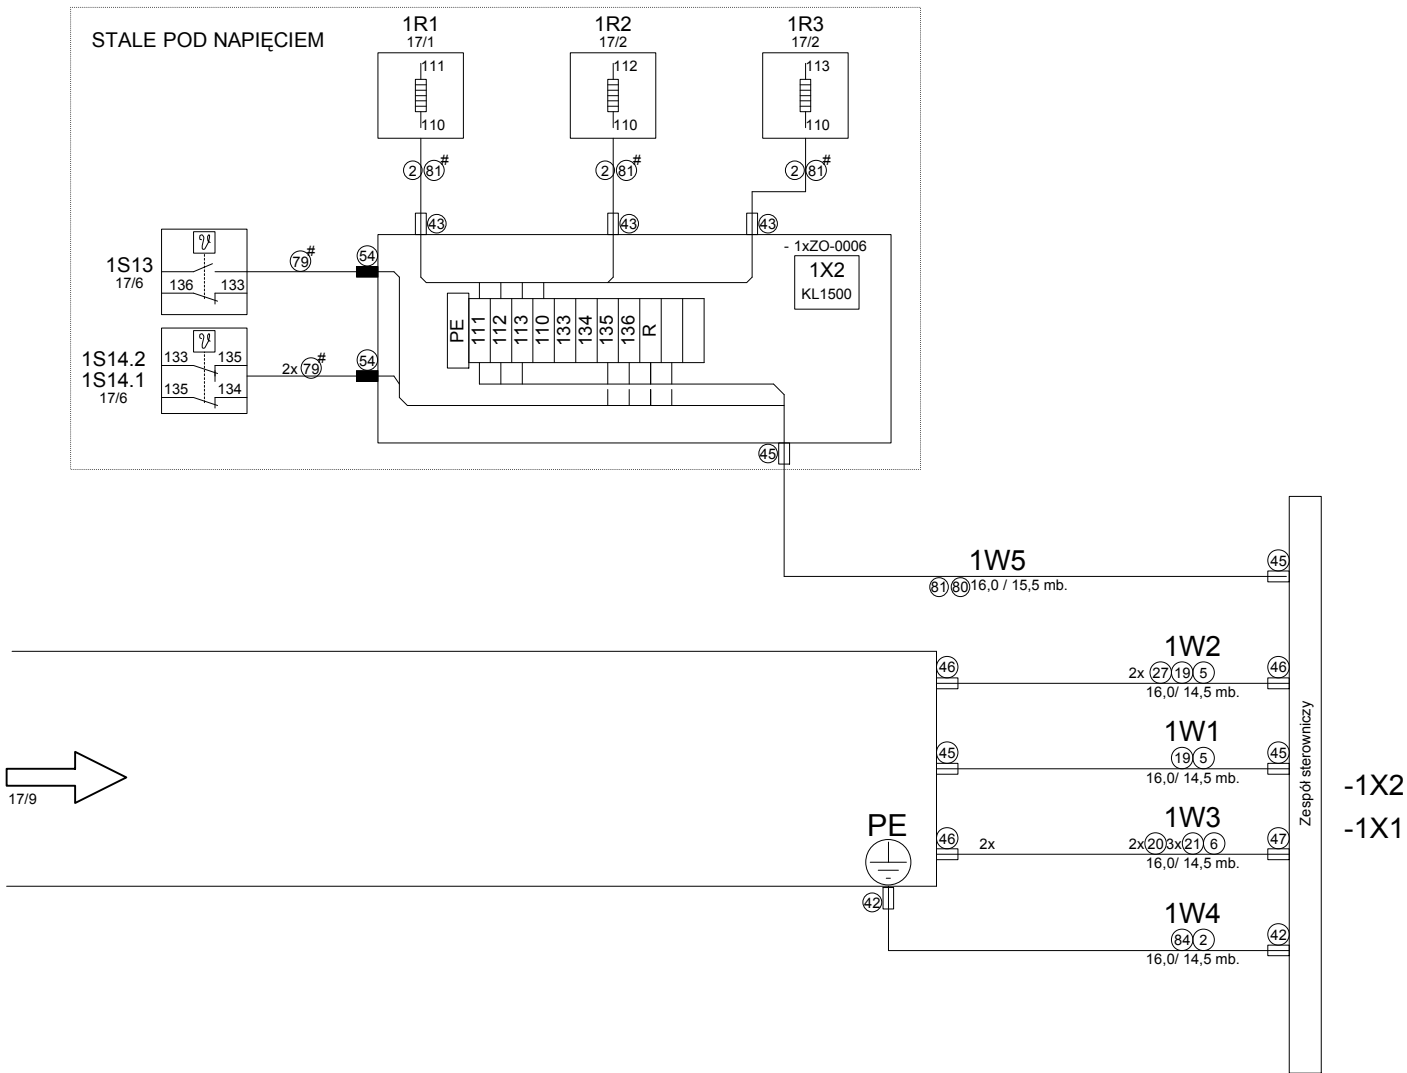 STALE POD NAPIĘCIEM
1R1
17/1
111
110
1R2
17/2
112
110
1R3
17/2
113
110
2 81 #
2 81 #
2 81 #
43
43
43
1S13
17/6
136 133
79 #
54
- 1xZO-0006
1X2
KL1500
PE 111 112 113 110 133 134 135 136 R
1S14.2
1S14.1
17/6
133 135
135 134
2x 79 #
54
45
1W5
81 80 16,0 / 15,5 mb.
45
1W2
46
2x 27 19 5
16,0/ 14,5 mb.
46
1W1
45
19 5
16,0/ 14,5 mb.
45
17/9
1W3
46
2x
2x 20 3x 21 6
16,0/ 14,5 mb.
47
PE
42
1W4
84 2
16,0/ 14,5 mb.
42
Zespół sterowniczy
-1X2
-1X1